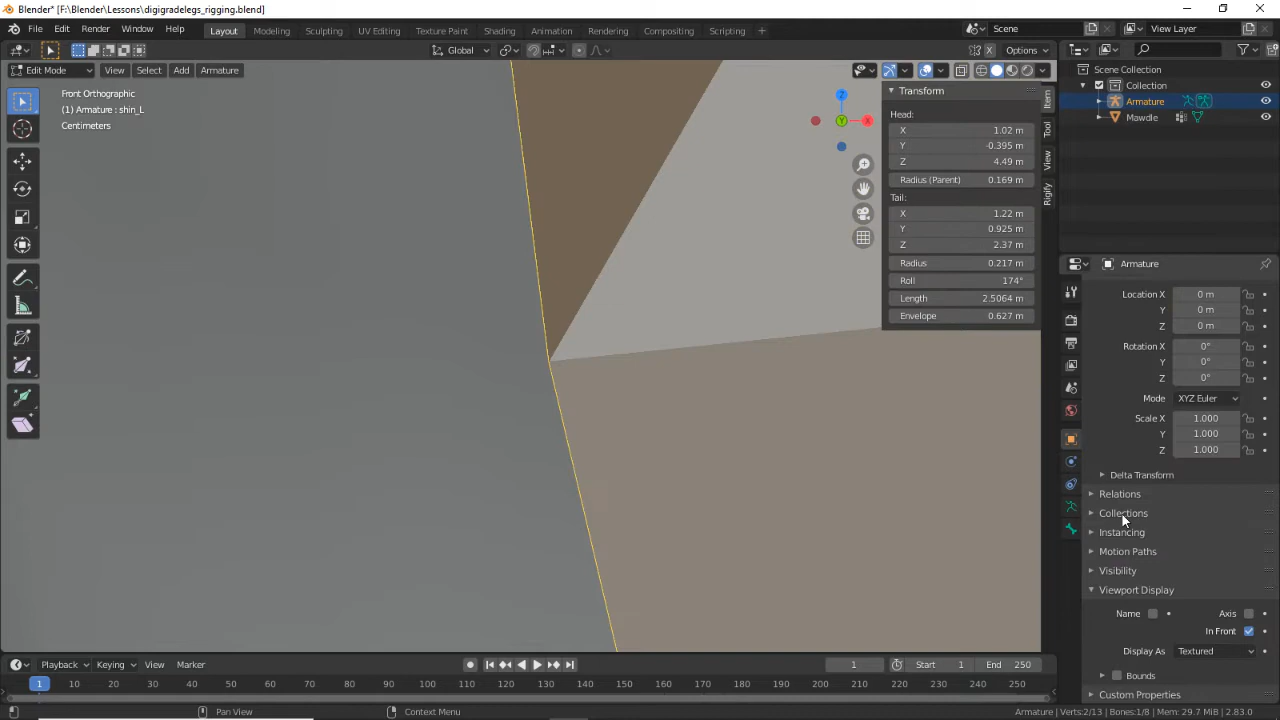 Blender* [F:\Blender\Lessons\digigradelegs_rigging.blend]
File Edit Render Window Help Layout Modeling Sculpting UV Editing Texture Paint Shading Animation Rendering Compositing Scripting + Scene View Layer
Global Options
Edit Mode View Select Add Armature
Front Orthographic
(1) Armature : shin_L
Centimeters
Z
X
Y
Transform
Head:
X 1.02 m
Y -0.395 m
Z 4.49 m
Radius (Parent) 0.169 m
Tail:
X 1.22 m
Y 0.925 m
Z 2.37 m
Radius 0.217 m
Roll 174°
Length 2.5064 m
Envelope 0.627 m
Item
Tool
View
Rigify
Scene Collection
Collection
Armature
Mawdle
Armature
Location X 0 m
Y 0 m
Z 0 m
Rotation X 0°
Y 0°
Z 0°
Mode XYZ Euler
Scale X 1.000
Y 1.000
Z 1.000
Delta Transform
Relations
Collections
Instancing
Motion Paths
Visibility
Viewport Display
Name Axis
In Front
Display As Textured
Bounds
Custom Properties
Playback Keying View Marker 1 Start 1 End 250
1 10 20 30 40 50 60 70 80 90 100 110 120 130 140 150 160 170 180 190 200 210 220 230 240 250
Pan View Context Menu Armature | Verts:2/13 | Bones:1/8 | Mem: 29.7 MiB | 2.83.0